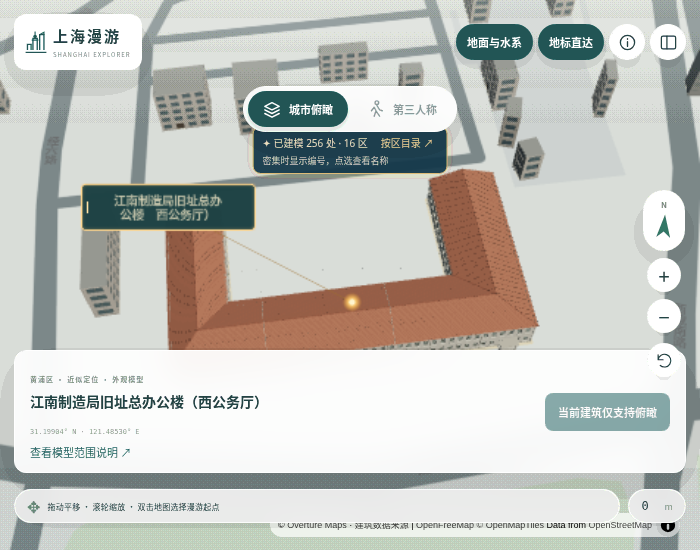 上海漫游
SHANGHAI EXPLORER
地面与水系
地标直达
城市俯瞰
第三人称
✦ 已建模 256 处 · 16 区 按区目录 ↗
密集时显示编号，点选查看名称
江南制造局旧址总办
公楼 西公务厅）
N
+
−
黄浦区 · 近似定位 · 外观模型
江南制造局旧址总办公楼（西公务厅）
31.19904° N · 121.48536° E
查看模型范围说明 ↗
当前建筑仅支持俯瞰
拖动平移 · 滚轮缩放 · 双击地图选择漫游起点
0 m
© Overture Maps · 建筑数据来源 | OpenFreeMap © OpenMapTiles Data from OpenStreetMap